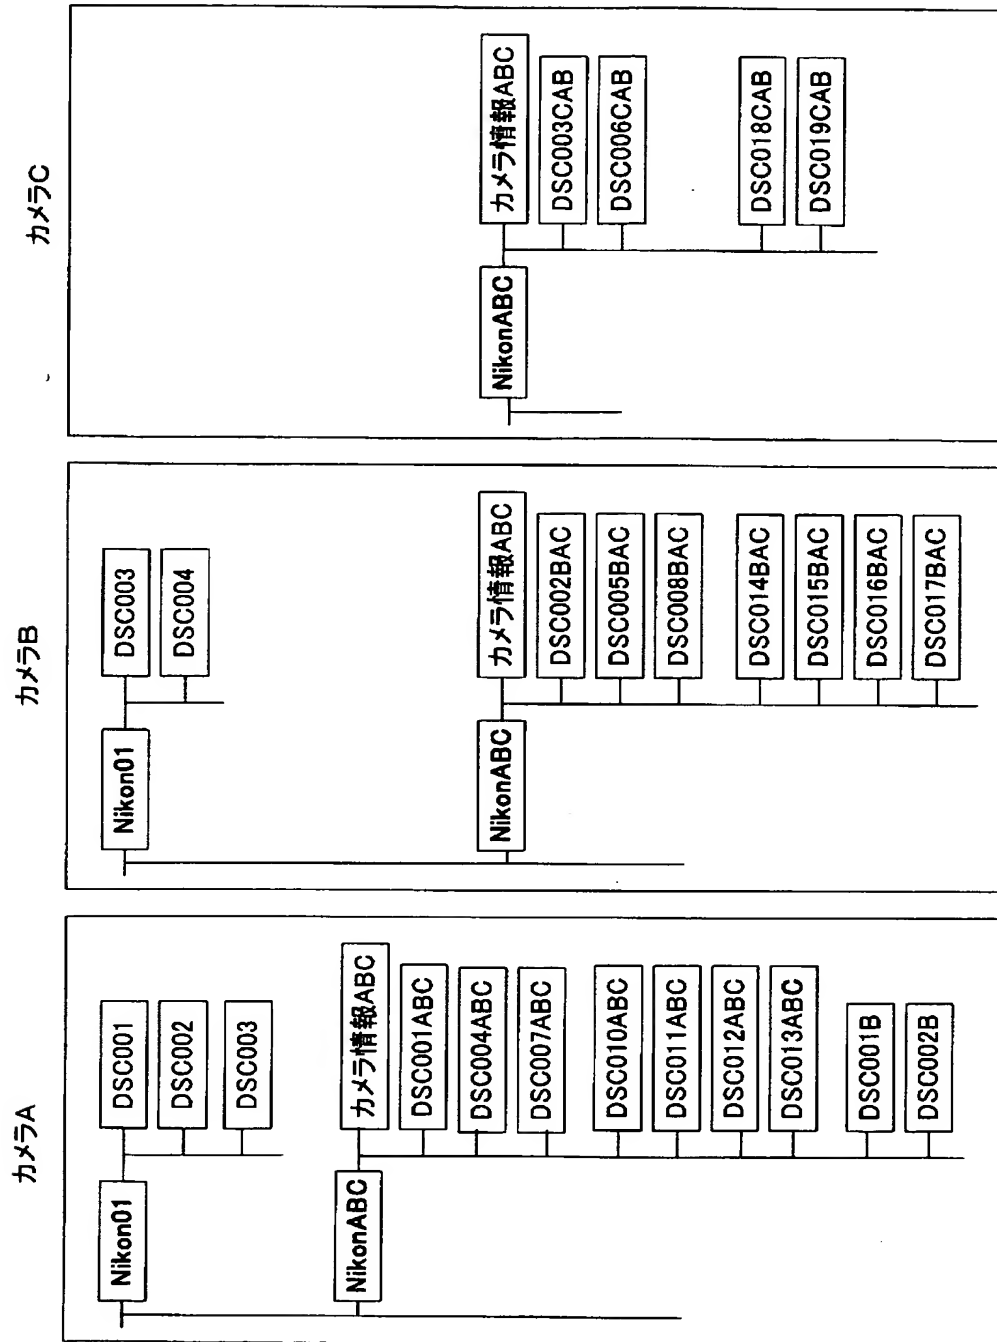 カメラA
Nikon01
DSC001
DSC002
DSC003
NikonABC
カメラ情報ABC
DSC001ABC
DSC004ABC
DSC007ABC
DSC010ABC
DSC011ABC
DSC012ABC
DSC013ABC
DSC001B
DSC002B
カメラB
Nikon01
DSC003
DSC004
NikonABC
カメラ情報ABC
DSC002BAC
DSC005BAC
DSC008BAC
DSC014BAC
DSC015BAC
DSC016BAC
DSC017BAC
カメラC
NikonABC
カメラ情報ABC
DSC003CAB
DSC006CAB
DSC018CAB
DSC019CAB